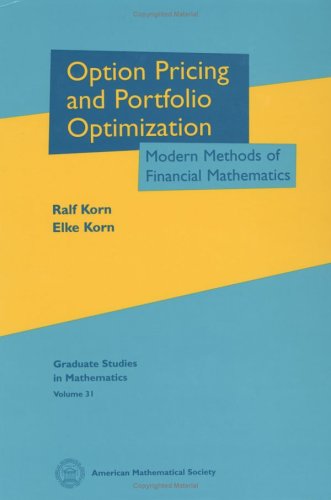 Option Pricing
and Portfolio
Optimization
Modern Methods of
Financial Mathematics
Ralf Korn
Elke Korn
Graduate Studies
in Mathematics
Volume 31
American Mathematical Society